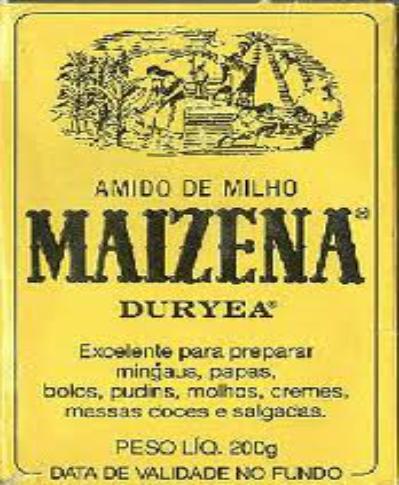 AMIDO DE MILHO
MAIZENA®
DURYEA®
Excelente para preparar
mingaus, papas,
bolos, pudins, molhos, cremes,
massas doces e salgadas.
PESO LÍQ. 200g
DATA DE VALIDADE NO FUNDO